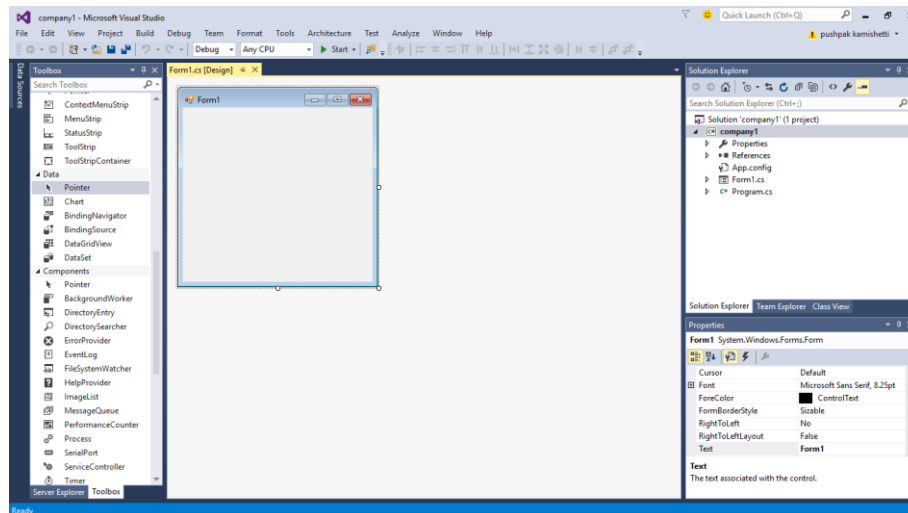 company1 - Microsoft Visual Studio
Quick Launch (Ctrl+Q)
File Edit View Project Build Debug Team Format Tools Architecture Test Analyze Window Help
pushpak kamishetti
Debug Any CPU Start
Data Sources
Toolbox
Search Toolbox
ContextMenuStrip
MenuStrip
StatusStrip
ToolStrip
ToolStripContainer
Data
Pointer
Chart
BindingNavigator
BindingSource
DataGridView
DataSet
Components
Pointer
BackgroundWorker
DirectoryEntry
DirectorySearcher
ErrorProvider
EventLog
FileSystemWatcher
HelpProvider
ImageList
MessageQueue
PerformanceCounter
Process
SerialPort
ServiceController
Timer
Server Explorer Toolbox
Form1.cs [Design]
Form1
Solution Explorer
Search Solution Explorer (Ctrl+;)
Solution 'company1' (1 project)
company1
Properties
References
App.config
Form1.cs
Program.cs
Solution Explorer Team Explorer Class View
Properties
Form1 System.Windows.Forms.Form
Cursor Default
Font Microsoft Sans Serif, 8.25pt
ForeColor ControlText
FormBorderStyle Sizable
RightToLeft No
RightToLeftLayout False
Text Form1
Text
The text associated with the control.
Ready